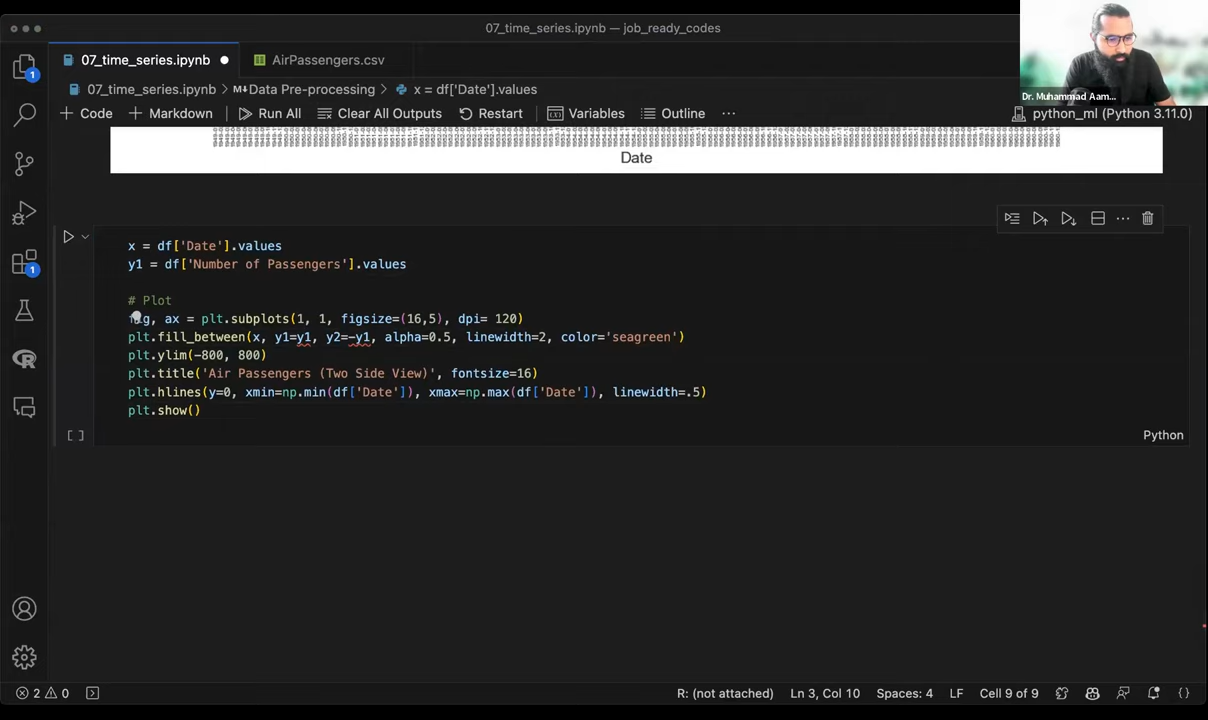 07_time_series.ipynb — job_ready_codes
07_time_series.ipynb
AirPassengers.csv
07_time_series.ipynb > M Data Pre-processing > x = df['Date'].values
+ Code
+ Markdown
Run All
Clear All Outputs
Restart
Variables
Outline
...
Dr. Muhammad Aam...
python_ml (Python 3.11.0)
1
Date
x = df['Date'].values
y1 = df['Number of Passengers'].values
# Plot
fig, ax = plt.subplots(1, 1, figsize=(16,5), dpi= 120)
plt.fill_between(x, y1=y1, y2=-y1, alpha=0.5, linewidth=2, color='seagreen')
plt.ylim(-800, 800)
plt.title('Air Passengers (Two Side View)', fontsize=16)
plt.hlines(y=0, xmin=np.min(df['Date']), xmax=np.max(df['Date']), linewidth=.5)
plt.show()
[ ]
Python
1
R
2 0
R: (not attached)
Ln 3, Col 10
Spaces: 4
LF
Cell 9 of 9
{}